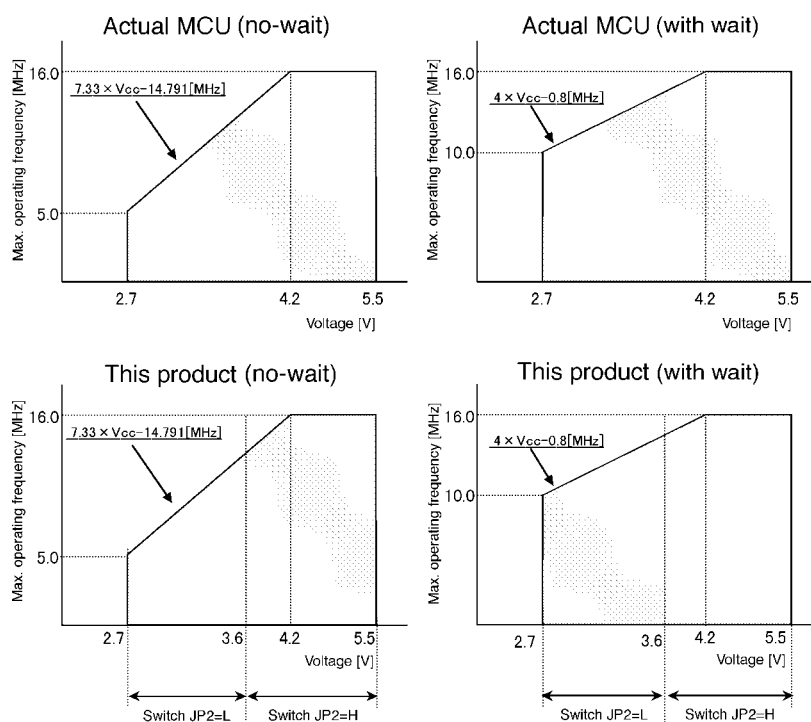 Actual MCU (no-wait)
Max. operating frequency [MHz]
16.0
7.33 × Vcc-14.791[MHz]
5.0
2.7
4.2
5.5
Voltage [V]
Actual MCU (with wait)
Max. operating frequency [MHz]
16.0
4 × Vcc-0.8[MHz]
10.0
2.7
4.2
5.5
Voltage [V]
This product (no-wait)
Max. operating frequency [MHz]
16.0
7.33 × Vcc-14.791[MHz]
5.0
2.7
3.6
4.2
5.5
Voltage [V]
Switch JP2=L
Switch JP2=H
This product (with wait)
Max. operating frequency [MHz]
16.0
4 × Vcc-0.8[MHz]
10.0
2.7
3.6
4.2
5.5
Voltage [V]
Switch JP2=L
Switch JP2=H